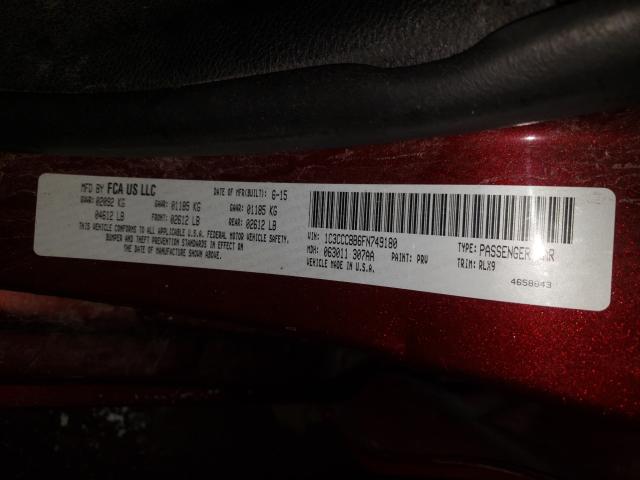 MFD BY FCA US LLC DATE OF MFR(BUILT): 6-15
GVWR: 02092 KG GAWR: 01185 KG GAWR: 01185 KG
04612 LB FRONT: 02612 LB REAR: 02612 LB
THIS VEHICLE CONFORMS TO ALL APPLICABLE U.S.A. FEDERAL MOTOR VEHICLE SAFETY,
BUMPER AND THEFT PREVENTION STANDARDS IN EFFECT ON
THE DATE OF MANUFACTURE SHOWN ABOVE.
VIN: 1C3CCCBB6FN749180 TYPE: PASSENGER CAR
MDH: 063011 307AA PAINT: PRV TRIM: RLX9
VEHICLE MADE IN U.S.A.
4658843